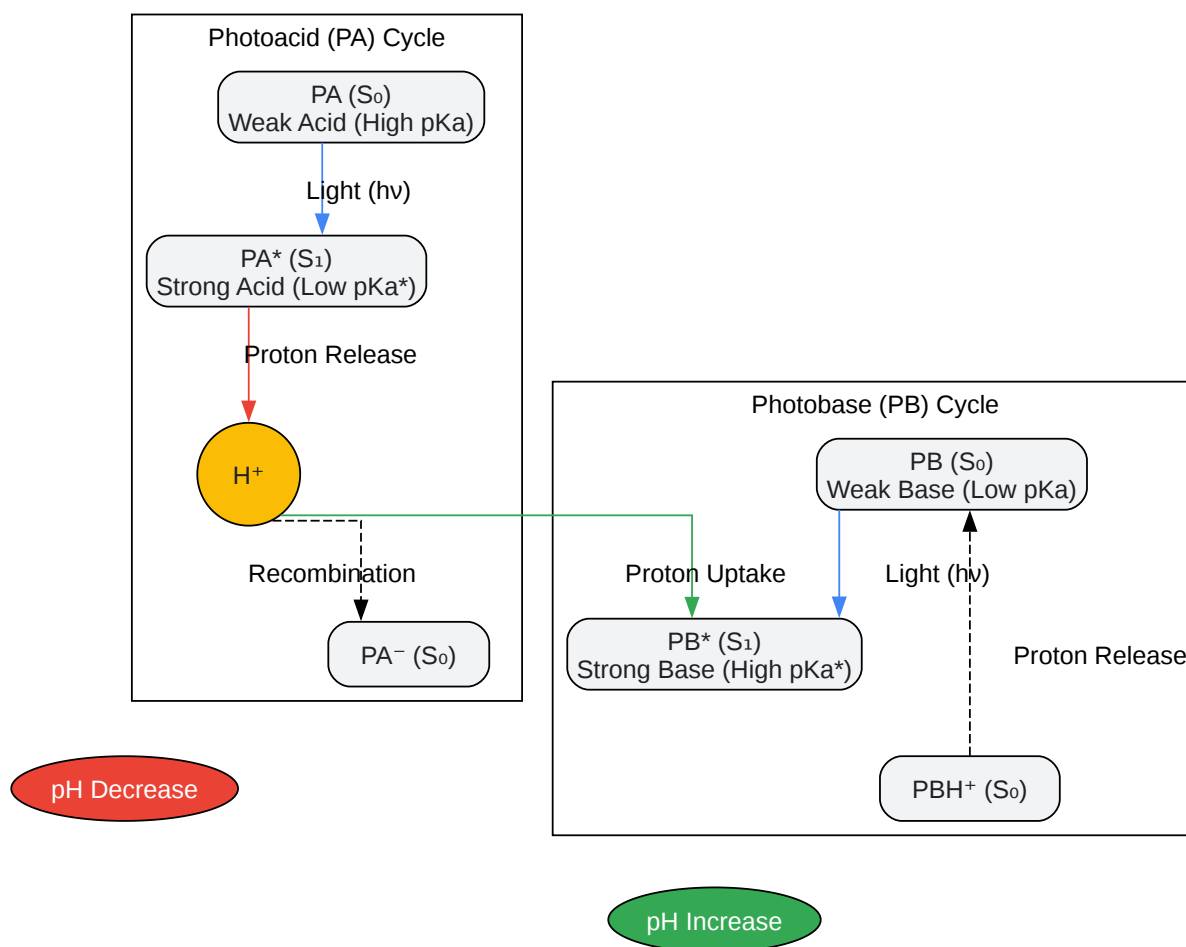 Photoacid (PA) Cycle
PA (S₀)
Weak Acid (High pKa)
Light (hν)
PA* (S₁)
Strong Acid (Low pKa*)
Proton Release
H⁺
Recombination
PA⁻ (S₀)
Photobase (PB) Cycle
PB (S₀)
Weak Base (Low pKa)
Proton Uptake
Light (hν)
PB* (S₁)
Strong Base (High pKa*)
Proton Release
PBH⁺ (S₀)
pH Decrease
pH Increase